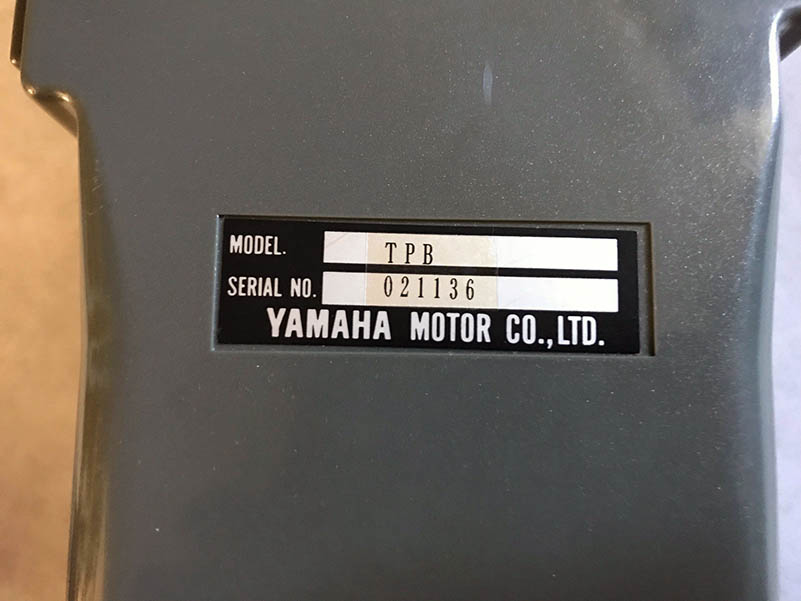 MODEL. TPB
SERIAL NO. 021136
YAMAHA MOTOR CO.,LTD.